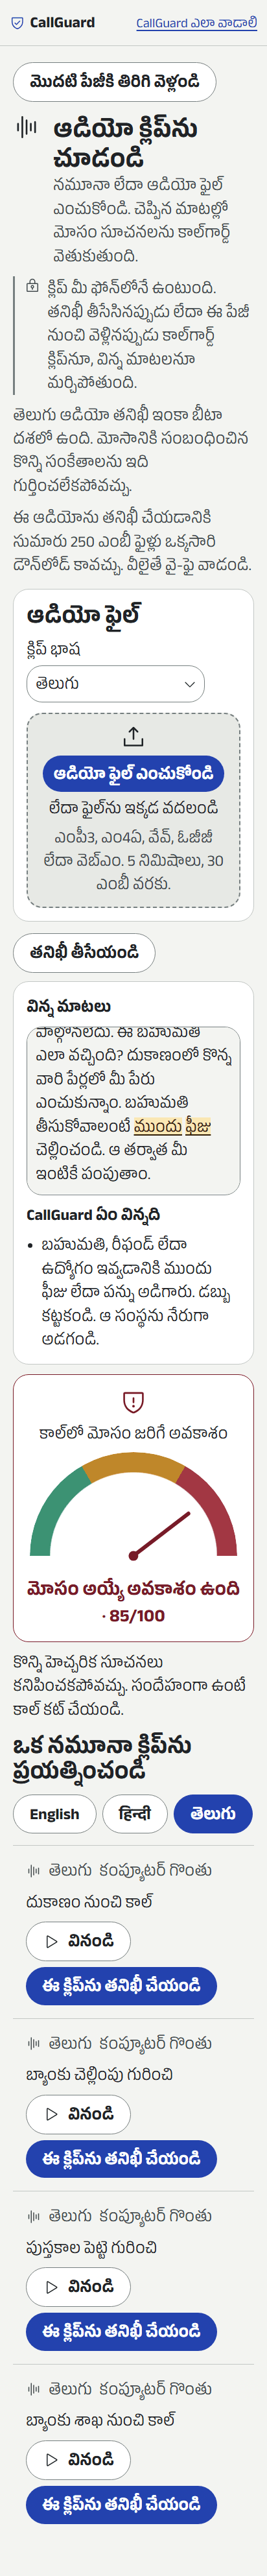 CallGuard
CallGuard ఎలా వాడాలి
మొదటి పేజీకి తిరిగి వెళ్లండి
ఆడియో క్లిప్‌ను
చూడండి
నమూనా లేదా ఆడియో ఫైల్
ఎంచుకోండి. చెప్పిన మాటల్లో
మోసం సూచనలను కాల్‌గార్డ్
వెతుకుతుంది.
క్లిప్ మీ ఫోన్‌లోనే ఉంటుంది.
తనిఖీ తీసేసినప్పుడు లేదా ఈ పేజీ
నుంచి వెళ్లినప్పుడు కాల్‌గార్డ్
క్లిప్‌నూ, విన్న మాటలనూ
మర్చిపోతుంది.
తెలుగు ఆడియో తనిఖీ ఇంకా బీటా
దశలో ఉంది. మోసానికి సంబంధించిన
కొన్ని సంకేతాలను ఇది
గుర్తించలేకపోవచ్చు.
ఈ ఆడియోను తనిఖీ చేయడానికి
సుమారు 250 ఎంబీ ఫైళ్లు ఒక్కసారి
డౌన్‌లోడ్ కావచ్చు. వీలైతే వై-ఫై వాడండి.
ఆడియో ఫైల్
క్లిప్ భాష
తెలుగు
ఆడియో ఫైల్ ఎంచుకోండి
లేదా ఫైల్‌ను ఇక్కడ వదలండి
ఎంపీ3, ఎం4ఏ, వేవ్, ఓజీజీ
లేదా వెబ్‌ఎం. 5 నిమిషాలు, 30
ఎంబీ వరకు.
తనిఖీ తీసేయండి
విన్న మాటలు
పాల్గొనలేదు. ఈ బహుమతి
ఎలా వచ్చింది? దుకాణంలో కొన్న
వారి పేర్లలో మీ పేరు
ఎంచుకున్నాం. బహుమతి
తీసుకోవాలంటే ముందు ఫీజు
చెల్లించండి. ఆ తర్వాత మీ
ఇంటికే పంపుతాం.
CallGuard ఏం విన్నది
• బహుమతి, రీఫండ్ లేదా
ఉద్యోగం ఇవ్వడానికి ముందు
ఫీజు లేదా పన్ను అడిగారు. డబ్బు
కట్టకండి. ఆ సంస్థను నేరుగా
అడగండి.
కాల్‌లో మోసం జరిగే అవకాశం
మోసం అయ్యే అవకాశం ఉంది
· 85/100
కొన్ని హెచ్చరిక సూచనలు
కనిపించకపోవచ్చు. సందేహంగా ఉంటే
కాల్ కట్ చేయండి.
ఒక నమూనా క్లిప్‌ను
ప్రయత్నించండి
English
हिन्दी
తెలుగు
తెలుగు కంప్యూటర్ గొంతు
దుకాణం నుంచి కాల్
వినండి
ఈ క్లిప్‌ను తనిఖీ చేయండి
తెలుగు కంప్యూటర్ గొంతు
బ్యాంకు చెల్లింపు గురించి
వినండి
ఈ క్లిప్‌ను తనిఖీ చేయండి
తెలుగు కంప్యూటర్ గొంతు
పుస్తకాల పెట్టె గురించి
వినండి
ఈ క్లిప్‌ను తనిఖీ చేయండి
తెలుగు కంప్యూటర్ గొంతు
బ్యాంకు శాఖ నుంచి కాల్
వినండి
ఈ క్లిప్‌ను తనిఖీ చేయండి